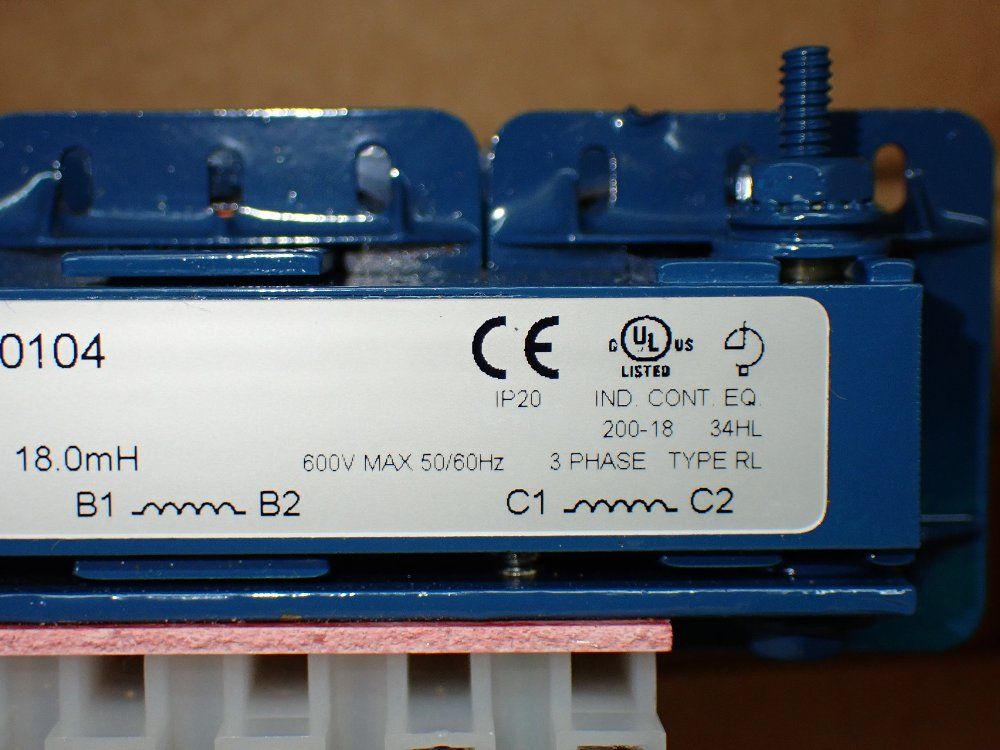 0104
CE
C UL US
LISTED
IP20 IND. CONT. EQ.
200-18 34HL
18.0mH 600V MAX 50/60Hz 3 PHASE TYPE RL
B1 B2 C1 C2